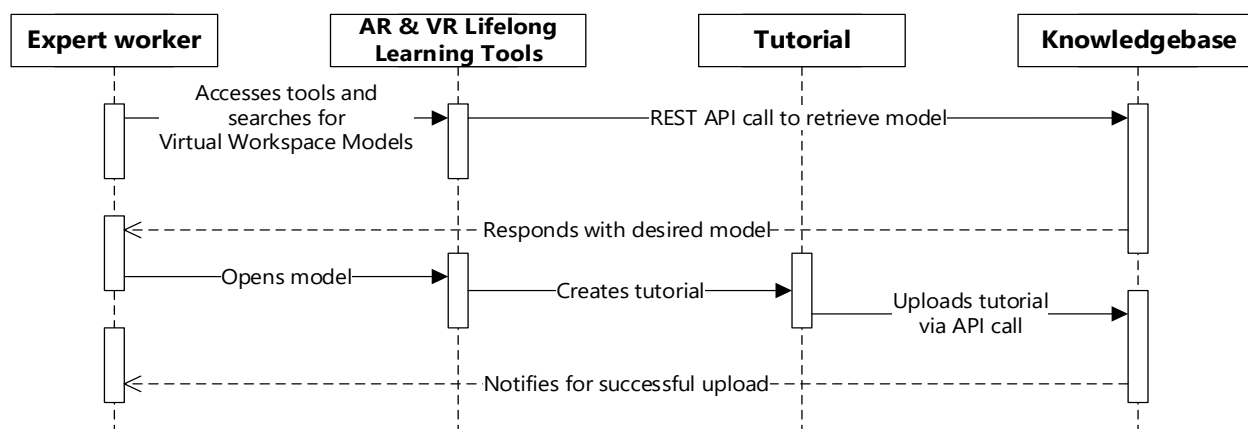 Expert worker
AR & VR Lifelong
Learning Tools
Tutorial
Knowledgebase
Accesses tools and
searches for
Virtual Workspace Models
REST API call to retrieve model
Responds with desired model
Opens model
Creates tutorial
Uploads tutorial
via API call
Notifies for successful upload